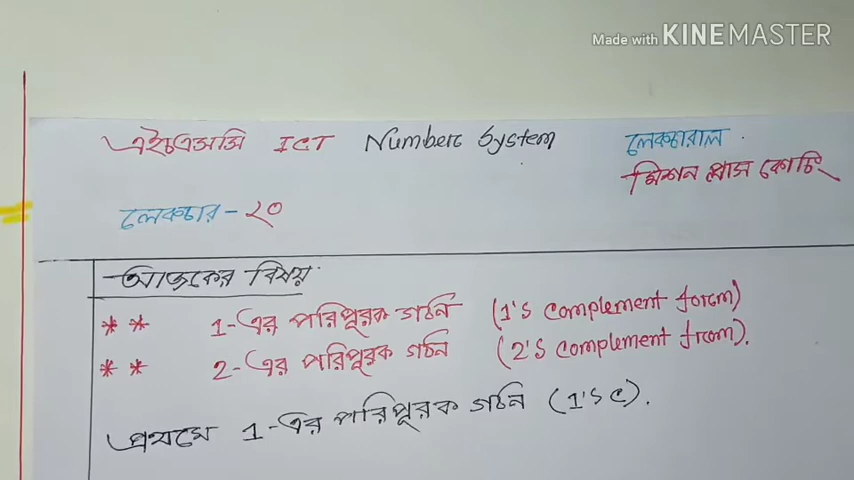 Made with KINEMASTER
এইচএসসি ICT Number System
লেকচারাল
মিশন প্লাস কোচিং
লেকচার - ২০
আজকের বিষয়
** 1-এর পরিপূরক গঠন (1's complement form)
** 2-এর পরিপূরক গঠন (2's complement from).
প্রথমে 1-এর পরিপূরক গঠন (1's c).